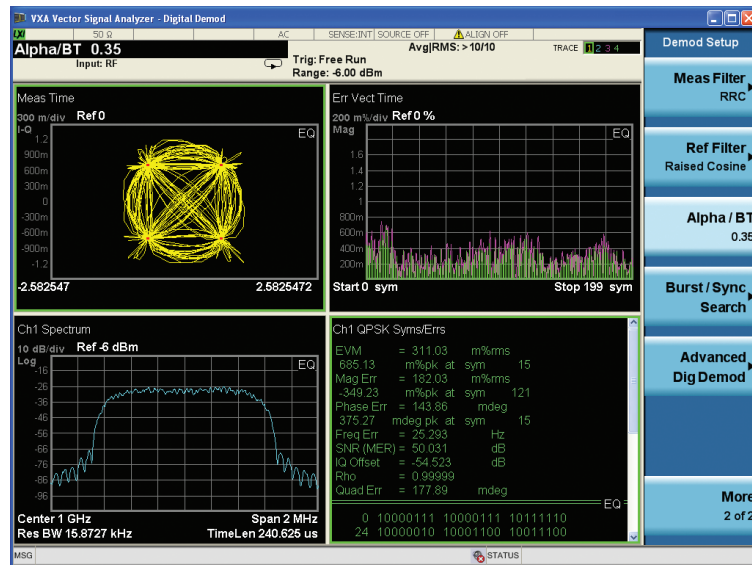 VXA Vector Signal Analyzer - Digital Demod
LXI 50 Ω AC SENSE:INT SOURCE OFF ALIGN OFF
Alpha/BT 0.35
Input: RF
Trig: Free Run
Range: -6.00 dBm
Avg|RMS: >10/10
TRACE 1 2 3 4
Meas Time
300 m/div Ref 0
I-Q
EQ
1.2
900m
600m
300m
0
-300m
-600m
-900m
-1.2
-2.582547 2.5825472
Err Vect Time
200 m%/div Ref 0 %
Mag
EQ
1.6
1.4
1.2
1
800m
600m
400m
200m
Start 0 sym Stop 199 sym
Ch1 Spectrum
10 dB/div Ref -6 dBm
Log
EQ
-16
-26
-36
-46
-56
-66
-76
-86
-96
Center 1 GHz Span 2 MHz
Res BW 15.8727 kHz TimeLen 240.625 us
Ch1 QPSK Syms/Errs
EVM = 311.03 m%rms
685.13 m%pk at sym 15
Mag Err = 182.03 m%rms
-349.23 m%pk at sym 121
Phase Err = 143.86 mdeg
375.27 mdeg pk at sym 15
Freq Err = 25.293 Hz
SNR (MER) = 50.031 dB
IQ Offset = -54.523 dB
Rho = 0.99999
Quad Err = 177.89 mdeg
EQ
0 10000111 10000111 10111110
24 10000010 10001100 10011100
Demod Setup
Meas Filter
RRC
Ref Filter
Raised Cosine
Alpha / BT
0.35
Burst / Sync
Search
Advanced
Dig Demod
More
2 of 2
MSG STATUS